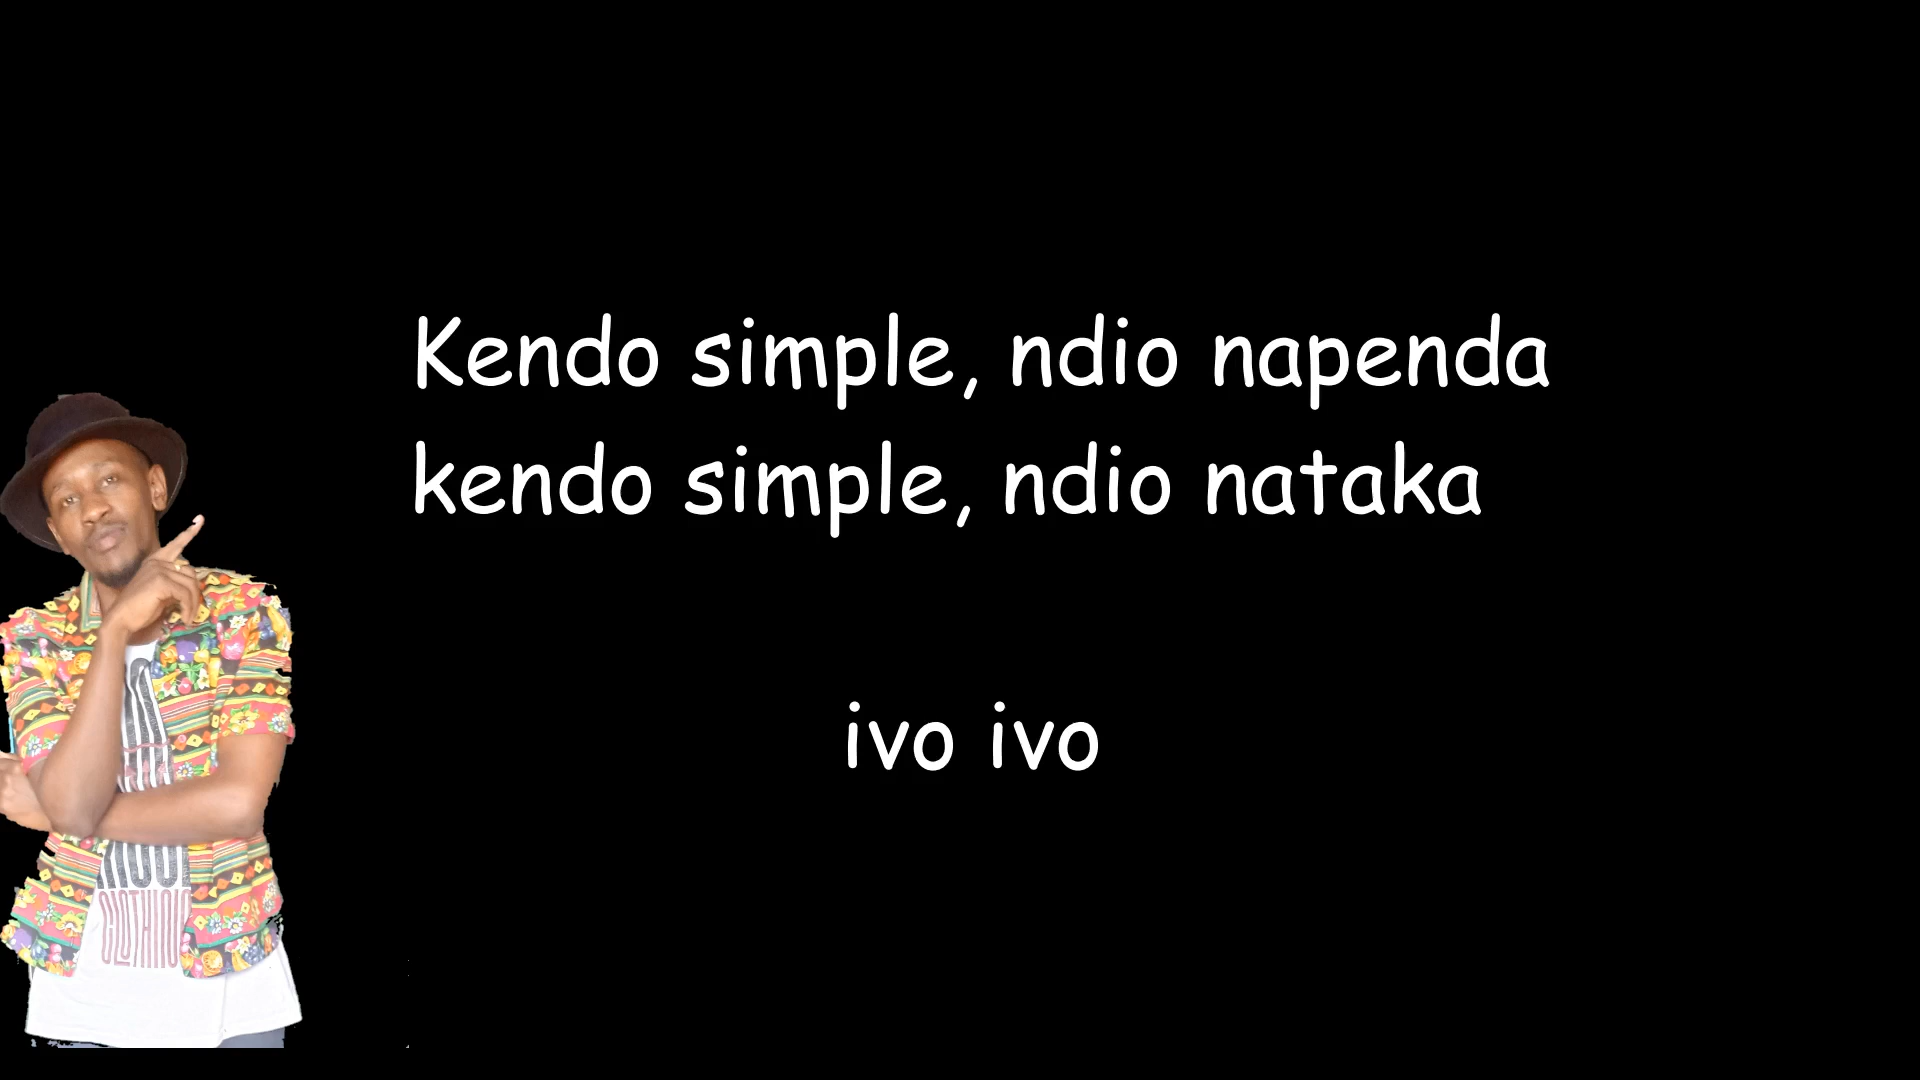 Kendo simple, ndio napenda
kendo simple, ndio nataka
ivo ivo